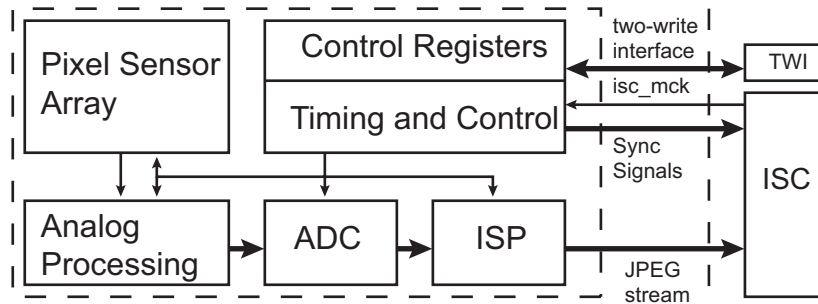 Pixel Sensor
Array
Control Registers
Timing and Control
two-write
interface
TWI
isc_mck
Sync
Signals
ISC
Analog
Processing
ADC
ISP
JPEG
stream